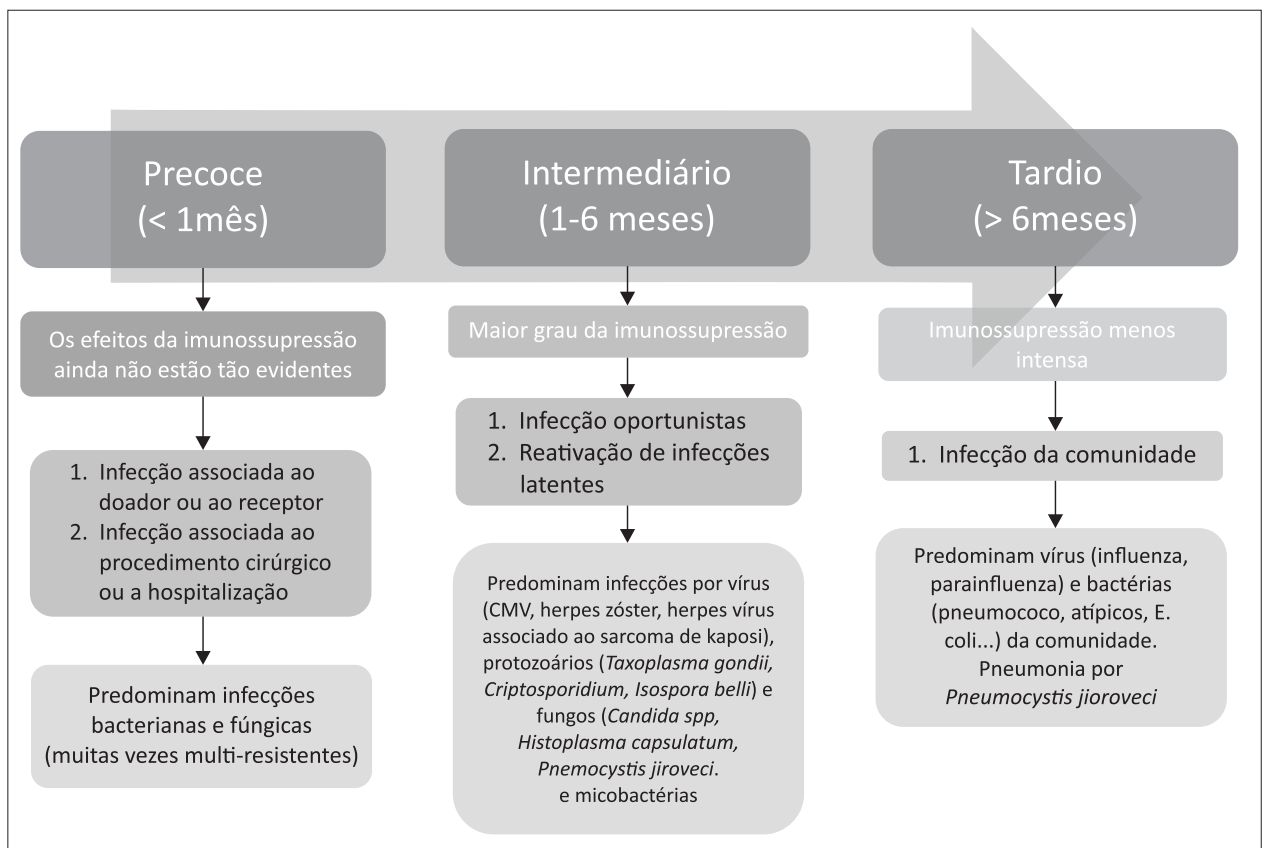 Precoce
(< 1mês)
Os efeitos da imunossupressão
ainda não estão tão evidentes
1. Infecção associada ao
doador ou ao receptor
2. Infecção associada ao
procedimento cirúrgico
ou a hospitalização
Predominam infecções
bacterianas e fúngicas
(muitas vezes multi-resistentes)
Intermediário
(1-6 meses)
Maior grau da imunossupressão
1. Infecção oportunistas
2. Reativação de infecções
latentes
Predominam infecções por vírus
(CMV, herpes zóster, herpes vírus
associado ao sarcoma de kaposi),
protozoários (Taxoplasma gondii,
Criptosporidium, Isospora belli) e
fungos (Candida spp,
Histoplasma capsulatum,
Pnemocystis jiroveci.
e micobactérias
Tardio
(> 6meses)
Imunossupressão menos
intensa
1. Infecção da comunidade
Predominam vírus (influenza,
parainfluenza) e bactérias
(pneumococo, atípicos, E.
coli...) da comunidade.
Pneumonia por
Pneumocystis jioroveci